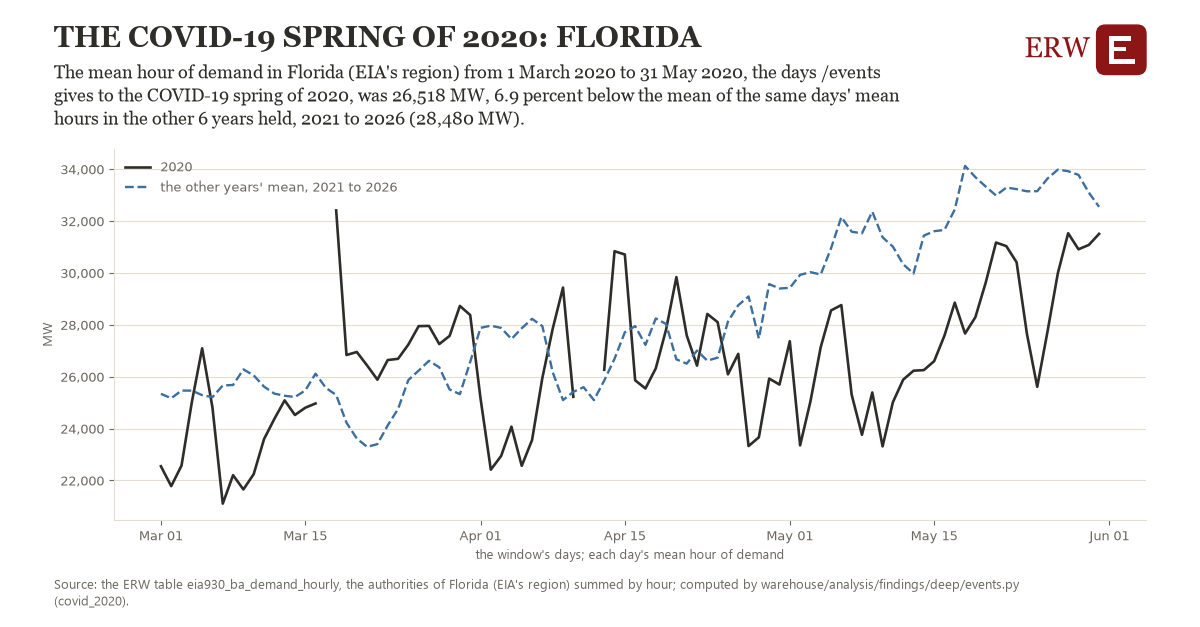 THE COVID-19 SPRING OF 2020: FLORIDA
ERW E
The mean hour of demand in Florida (EIA's region) from 1 March 2020 to 31 May 2020, the days /events
gives to the COVID-19 spring of 2020, was 26,518 MW, 6.9 percent below the mean of the same days' mean
hours in the other 6 years held, 2021 to 2026 (28,480 MW).
2020
the other years' mean, 2021 to 2026
34,000
32,000
30,000
28,000
26,000
24,000
22,000
MW
Mar 01 Mar 15 Apr 01 Apr 15 May 01 May 15 Jun 01
the window's days; each day's mean hour of demand
Source: the ERW table eia930_ba_demand_hourly, the authorities of Florida (EIA's region) summed by hour; computed by warehouse/analysis/findings/deep/events.py
(covid_2020).